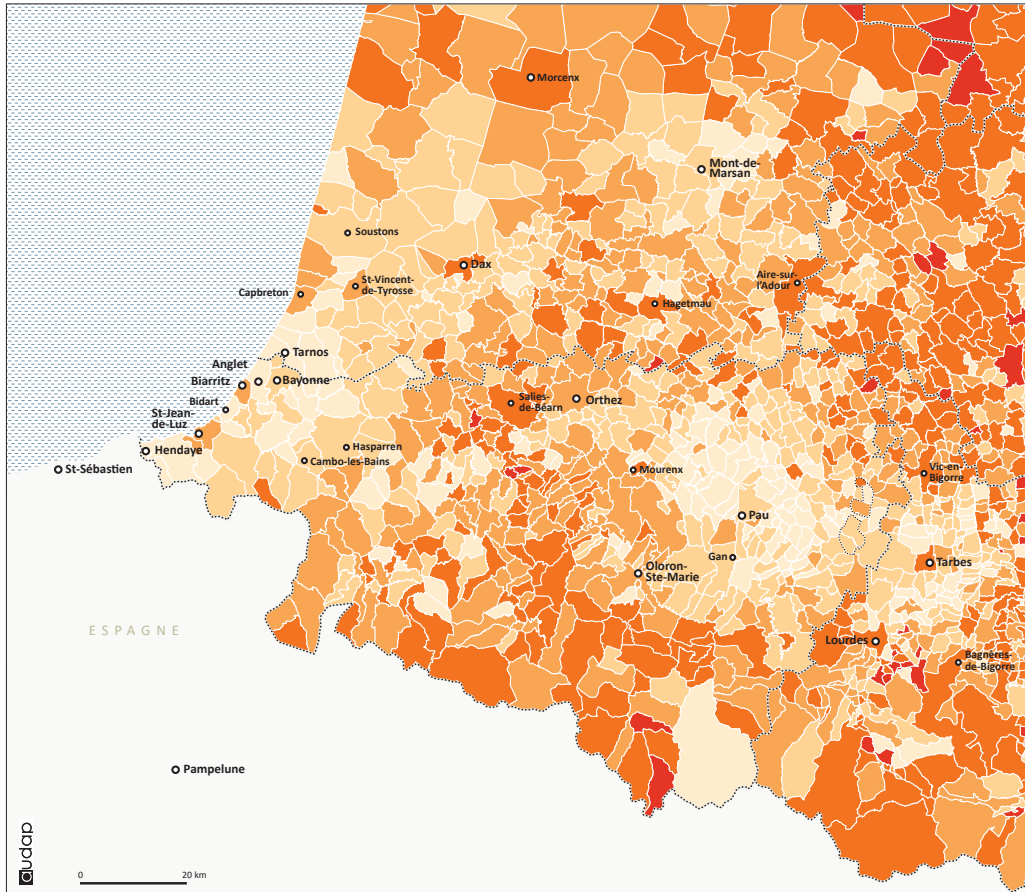 Morcenx
Mont-de-
Marsan
Soustons
Dax
St-Vincent-
de-Tyrosse
Capbreton
Aire-sur-
l'Adour
Hagetmau
Tarnos
Anglet
Biarritz
Bayonne
Bidart
Salies-
de-Béarn
Orthez
St-Jean-
de-Luz
Hendaye
Hasparren
Cambo-les-Bains
St-Sébastien
Mourenx
Vic-en-
Bigorre
Pau
Gan
Oloron-
Ste-Marie
Tarbes
ESPAGNE
Lourdes
Bagnères-
de-Bigorre
Pampelune
audap
0 20 km